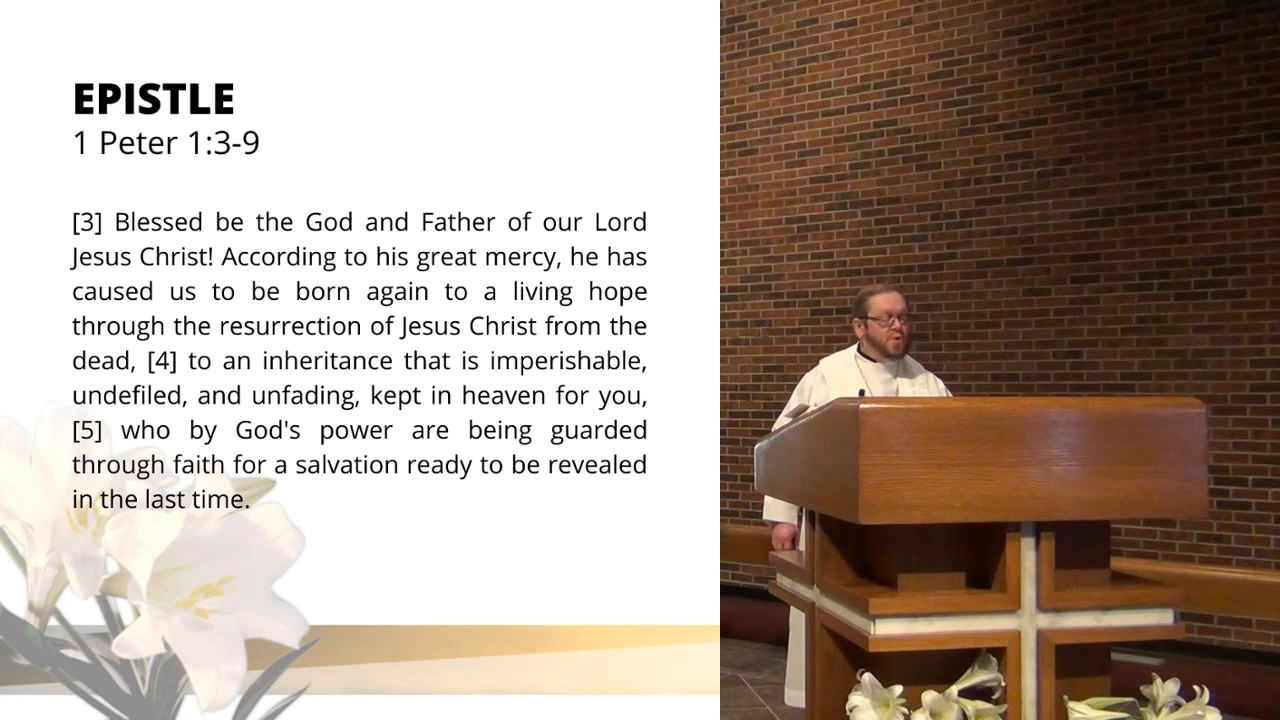 EPISTLE
1 Peter 1:3-9
[3] Blessed be the God and Father of our Lord
Jesus Christ! According to his great mercy, he has
caused us to be born again to a living hope
through the resurrection of Jesus Christ from the
dead, [4] to an inheritance that is imperishable,
undefiled, and unfading, kept in heaven for you,
[5] who by God's power are being guarded
through faith for a salvation ready to be revealed
in the last time.